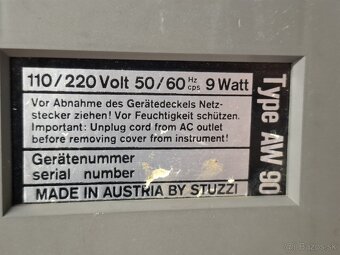 110/220 Volt 50/60 Hz cps 9 Watt
Vor Abnahme des Gerätedeckels Netz-
stecker ziehen! Vor Feuchtigkeit schützen.
Important: Unplug cord from AC outlet
before removing cover from instrument!
Gerätenummer
serial number
MADE IN AUSTRIA BY STUZZI
Type AW 90
Bazos.sk